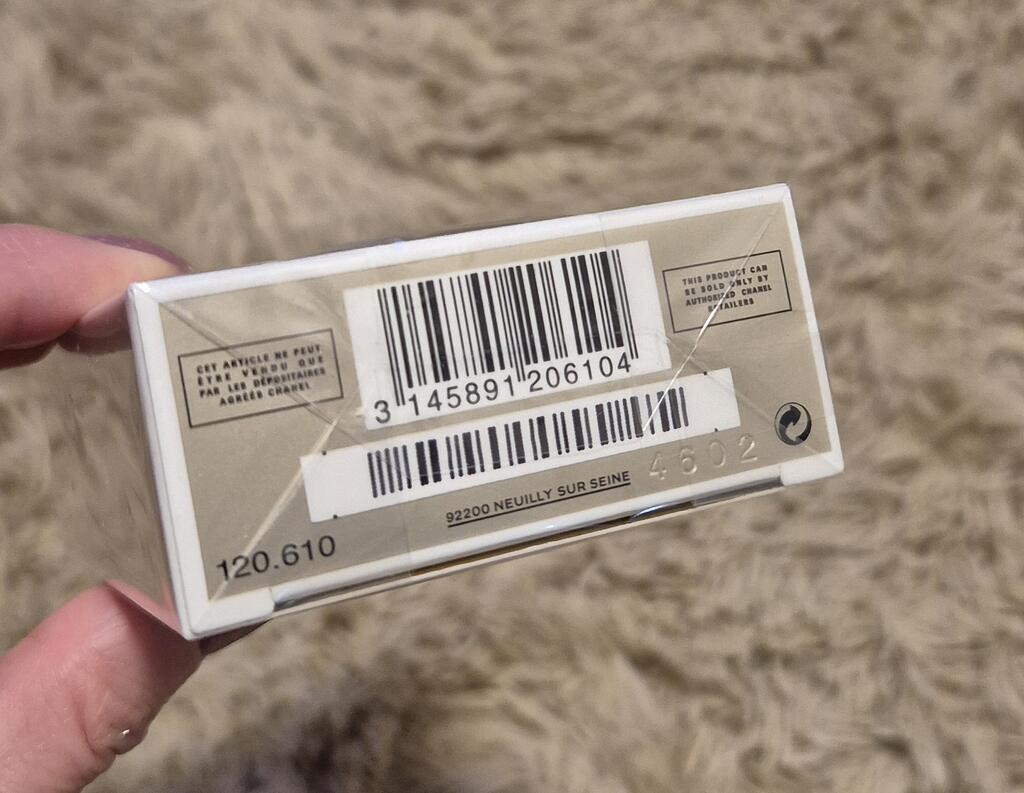 CET ARTICLE NE PEUT
ÊTRE VENDU QUE
PAR LES DÉPOSITAIRES
AGRÉÉS CHANEL
3 145891 206104
THIS PRODUCT CAN
BE SOLD ONLY BY
AUTHORIZED CHANEL
RETAILERS
4602
92200 NEUILLY SUR SEINE
120.610